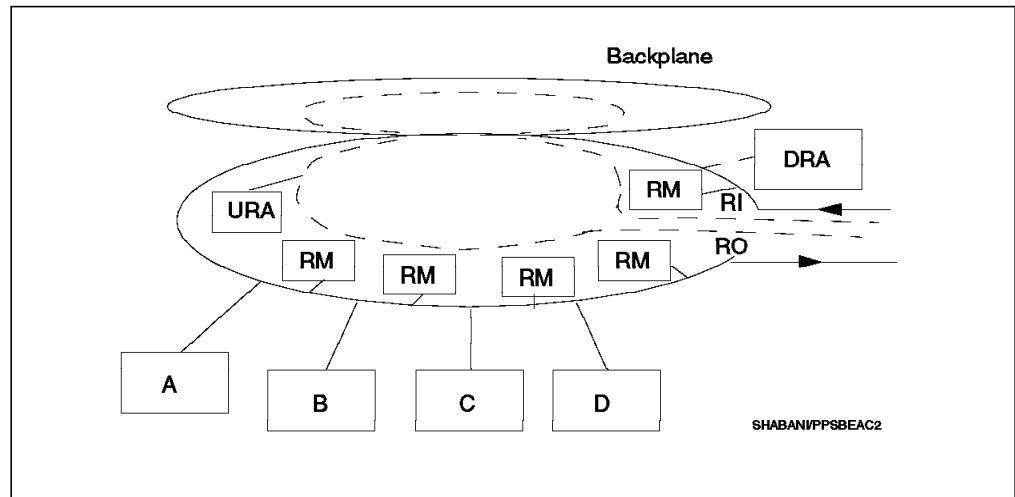 Backplane
DRA
RM
RI
URA
RO
RM
RM
RM
RM
A
B
C
D
SHABANI/PPSBEAC2